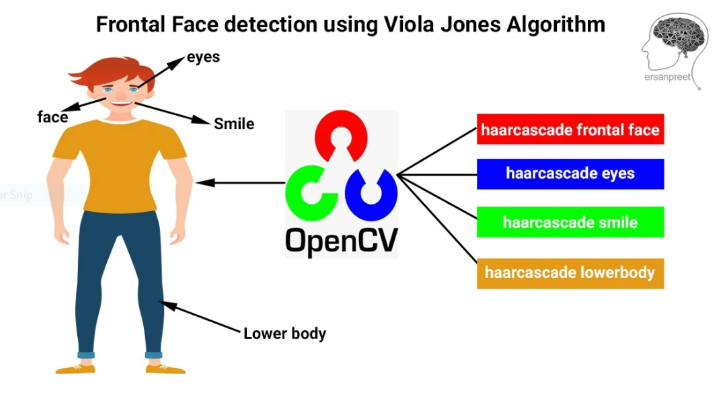 Frontal Face detection using Viola Jones Algorithm
ersanpreet
eyes
face
Smile
haarcascade frontal face
haarcascade eyes
haarcascade smile
haarcascade lowerbody
OpenCV
Lower body